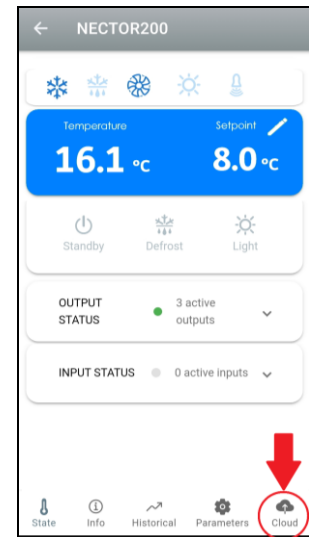 NECTOR200
Temperature
Setpoint
16.1 °C
8.0 °C
Standby
Defrost
Light
OUTPUT
STATUS
3 active
outputs
INPUT STATUS
0 active inputs
State
Info
Historical
Parameters
Cloud